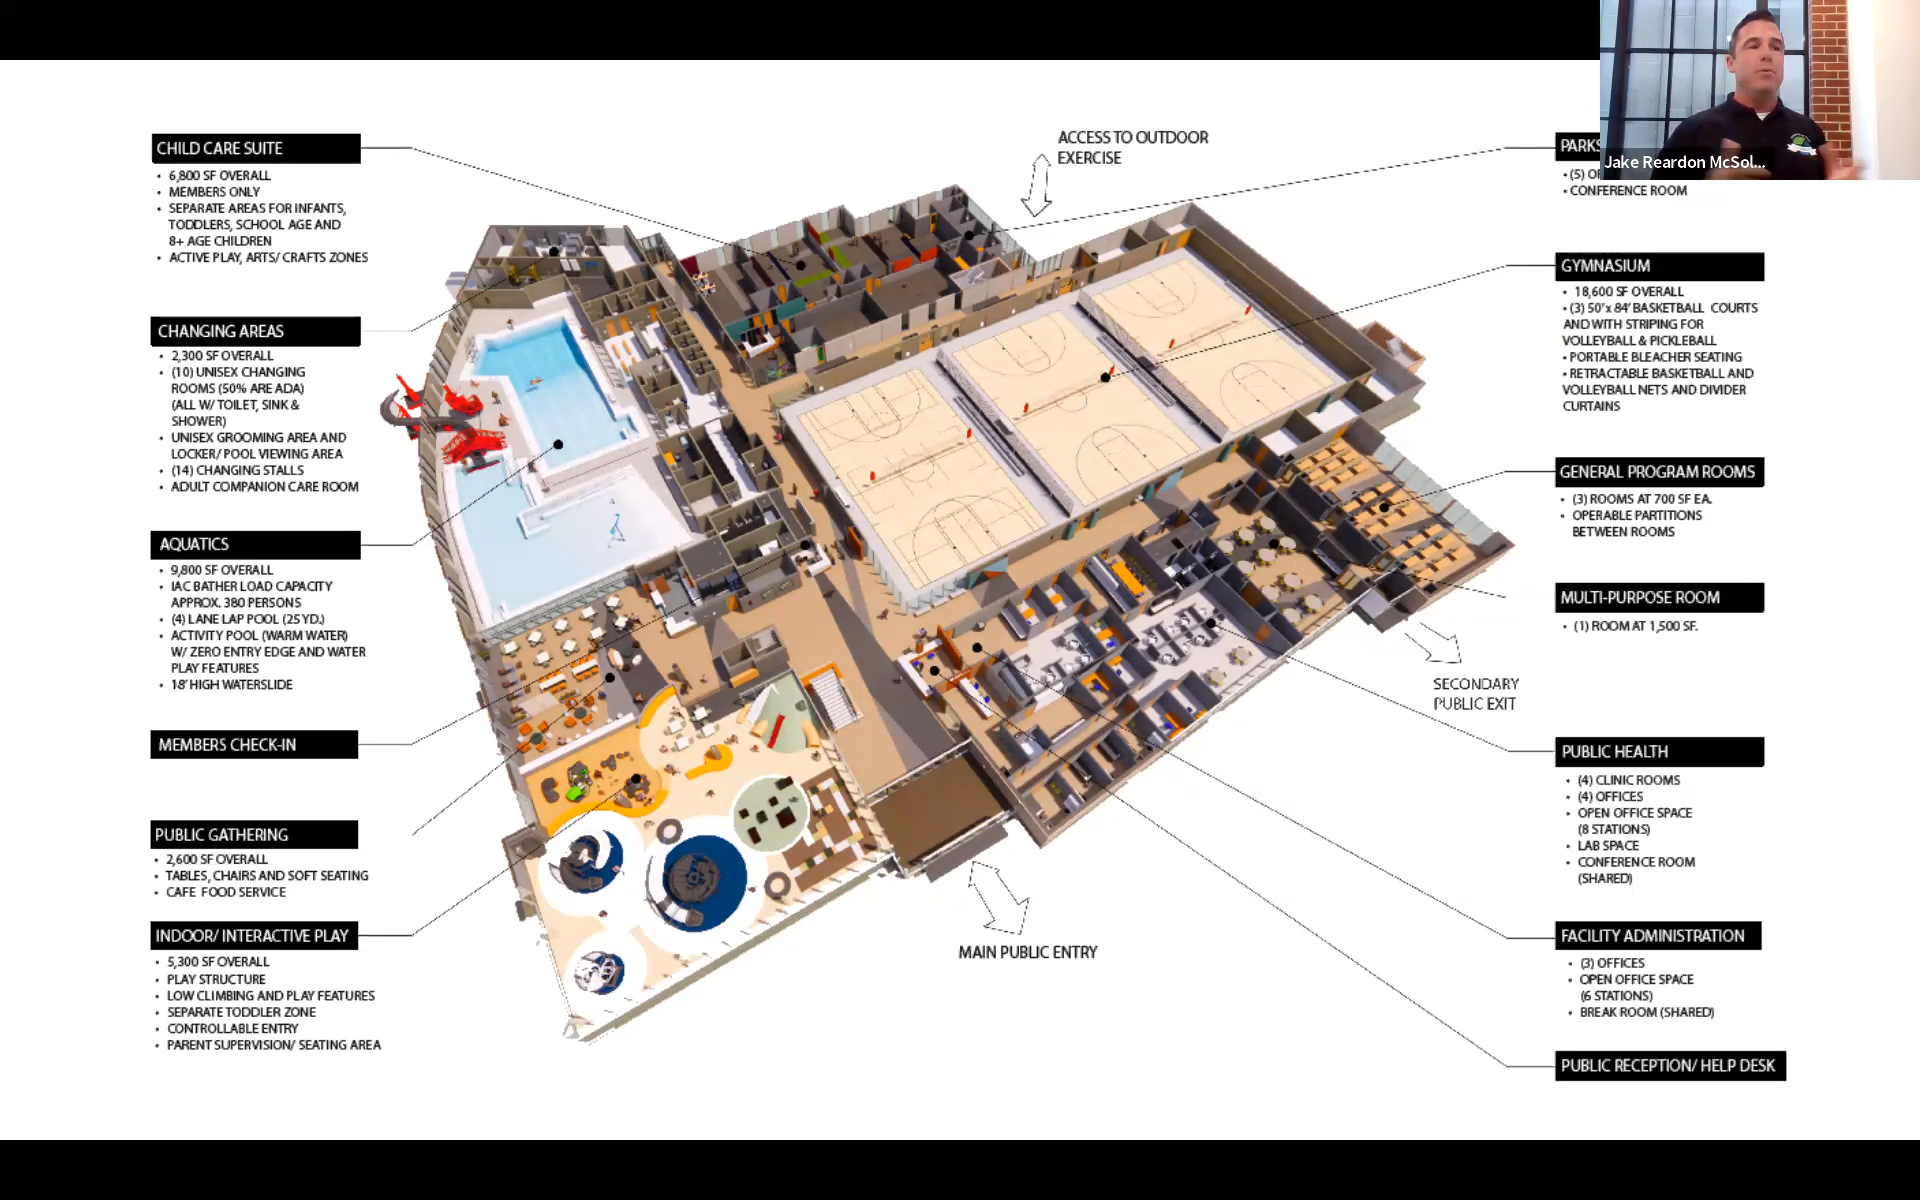 CHILD CARE SUITE
• 6,800 SF OVERALL
• MEMBERS ONLY
• SEPARATE AREAS FOR INFANTS,
TODDLERS, SCHOOL AGE AND
8+ AGE CHILDREN
• ACTIVE PLAY, ARTS/ CRAFTS ZONES
CHANGING AREAS
• 2,300 SF OVERALL
• (10) UNISEX CHANGING
ROOMS (50% ARE ADA)
(ALL W/ TOILET, SINK &
SHOWER)
• UNISEX GROOMING AREA AND
LOCKER/ POOL VIEWING AREA
• (14) CHANGING STALLS
• ADULT COMPANION CARE ROOM
AQUATICS
• 9,800 SF OVERALL
• IAC BATHER LOAD CAPACITY
APPROX. 380 PERSONS
• (4) LANE LAP POOL (25 YD.)
• ACTIVITY POOL (WARM WATER)
W/ ZERO ENTRY EDGE AND WATER
PLAY FEATURES
• 18' HIGH WATERSLIDE
MEMBERS CHECK-IN
PUBLIC GATHERING
• 2,600 SF OVERALL
• TABLES, CHAIRS AND SOFT SEATING
• CAFE FOOD SERVICE
INDOOR/ INTERACTIVE PLAY
• 5,300 SF OVERALL
• PLAY STRUCTURE
• LOW CLIMBING AND PLAY FEATURES
• SEPARATE TODDLER ZONE
• CONTROLLABLE ENTRY
• PARENT SUPERVISION/ SEATING AREA
ACCESS TO OUTDOOR
EXERCISE
MAIN PUBLIC ENTRY
SECONDARY
PUBLIC EXIT
PARKS
Jake Reardon McSol...
• (5)
• CONFERENCE ROOM
GYMNASIUM
• 18,600 SF OVERALL
• (3) 50'x 84' BASKETBALL COURTS
AND WITH STRIPING FOR
VOLLEYBALL & PICKLEBALL
• PORTABLE BLEACHER SEATING
• RETRACTABLE BASKETBALL AND
VOLLEYBALL NETS AND DIVIDER
CURTAINS
GENERAL PROGRAM ROOMS
• (3) ROOMS AT 700 SF EA.
• OPERABLE PARTITIONS
BETWEEN ROOMS
MULTI-PURPOSE ROOM
• (1) ROOM AT 1,500 SF.
PUBLIC HEALTH
• (4) CLINIC ROOMS
• (4) OFFICES
• OPEN OFFICE SPACE
(8 STATIONS)
• LAB SPACE
• CONFERENCE ROOM
(SHARED)
FACILITY ADMINISTRATION
• (3) OFFICES
• OPEN OFFICE SPACE
(6 STATIONS)
• BREAK ROOM (SHARED)
PUBLIC RECEPTION/ HELP DESK